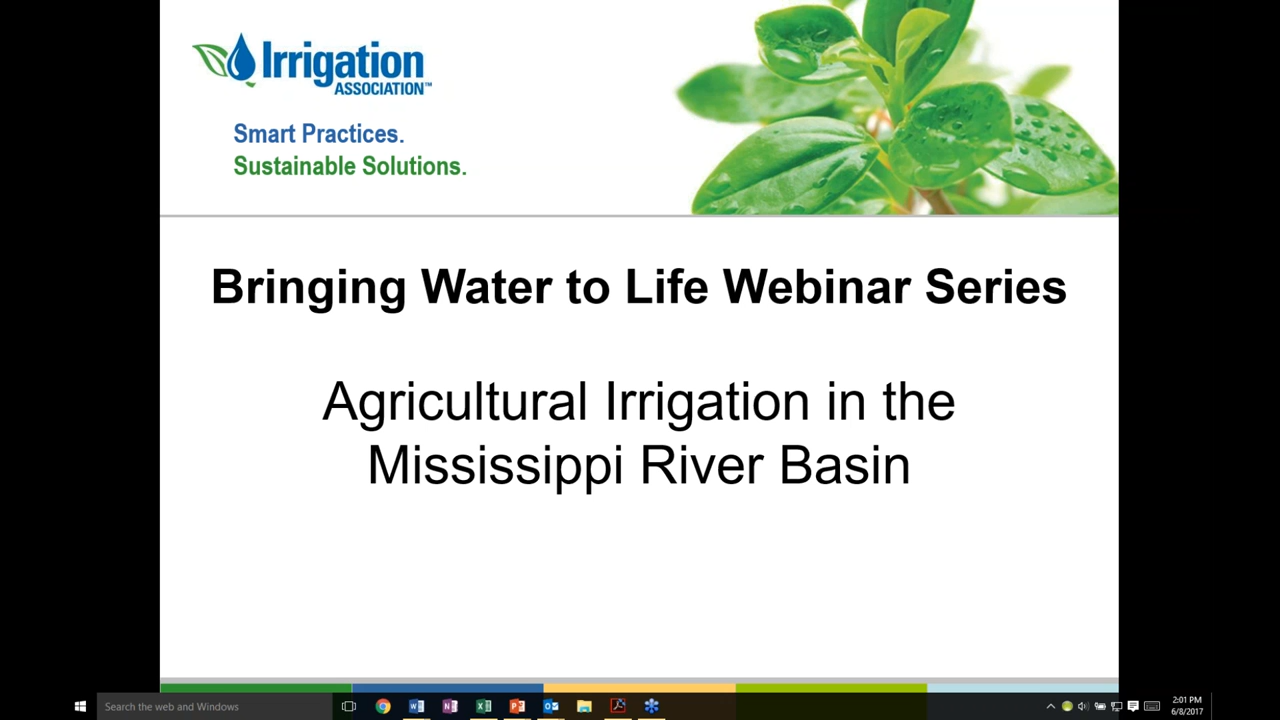 Irrigation
ASSOCIATION™
Smart Practices.
Sustainable Solutions.
Bringing Water to Life Webinar Series
Agricultural Irrigation in the
Mississippi River Basin
Search the web and Windows
2:01 PM
6/8/2017